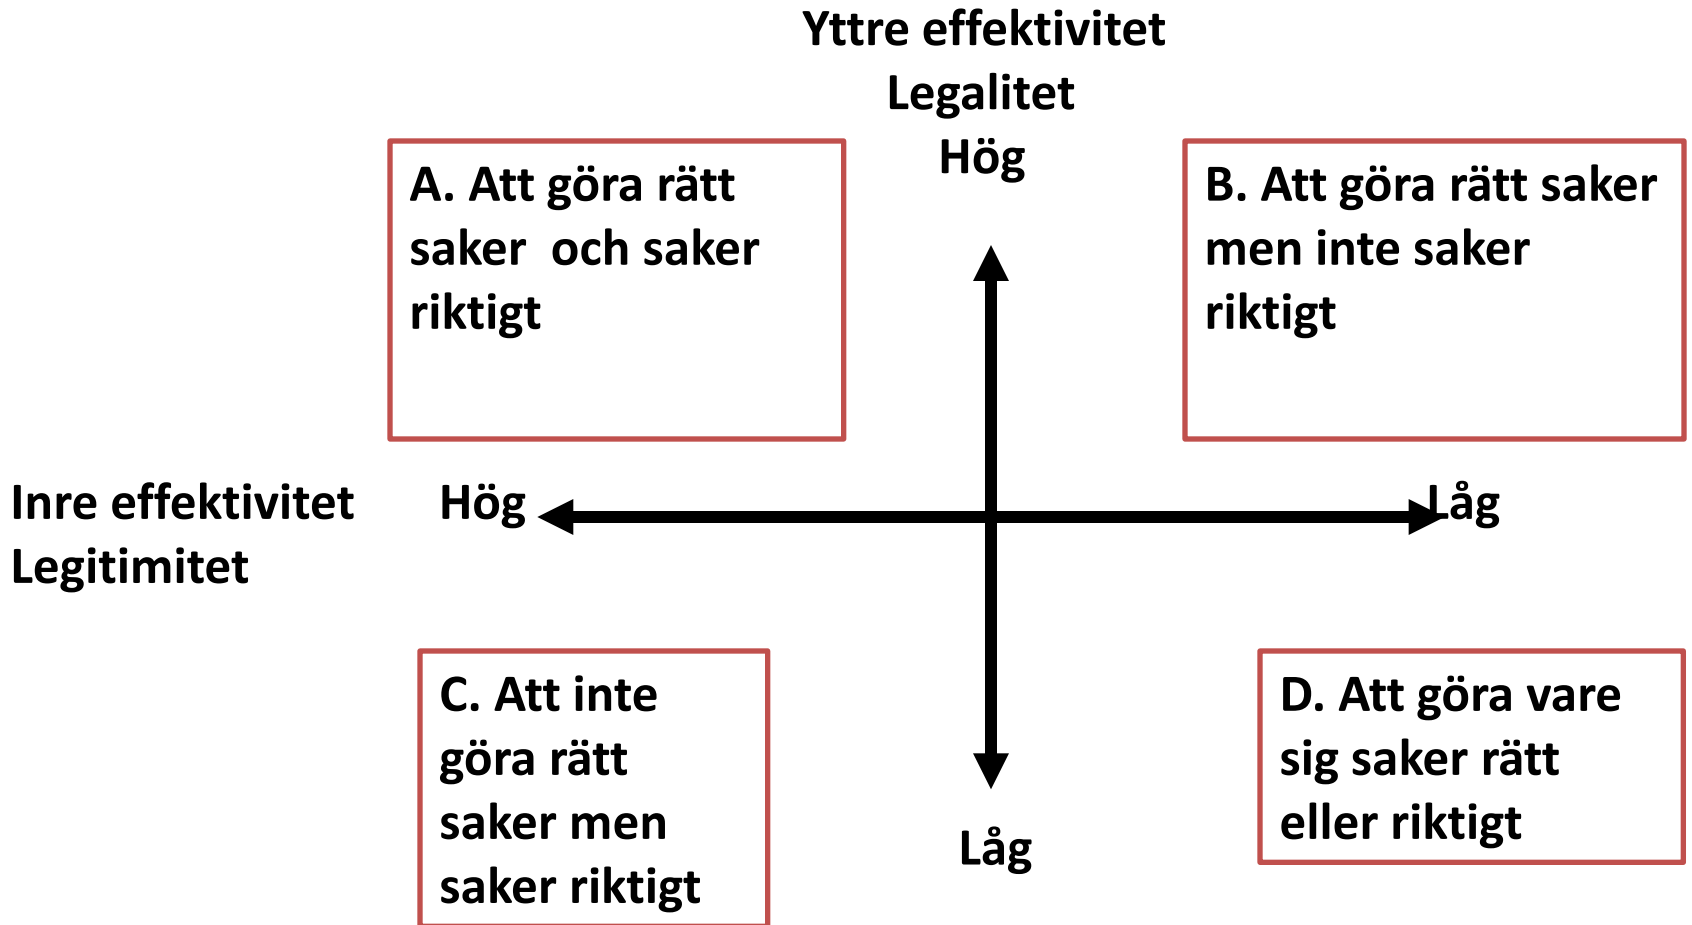 Yttre effektivitet
Legalitet
Hög
A. Att göra rätt
saker  och saker
riktigt
B. Att göra rätt saker
men inte saker
riktigt
Inre effektivitet
Legitimitet
Hög
Låg
C. Att inte
göra rätt
saker men
saker riktigt
D. Att göra vare
sig saker rätt
eller riktigt
Låg